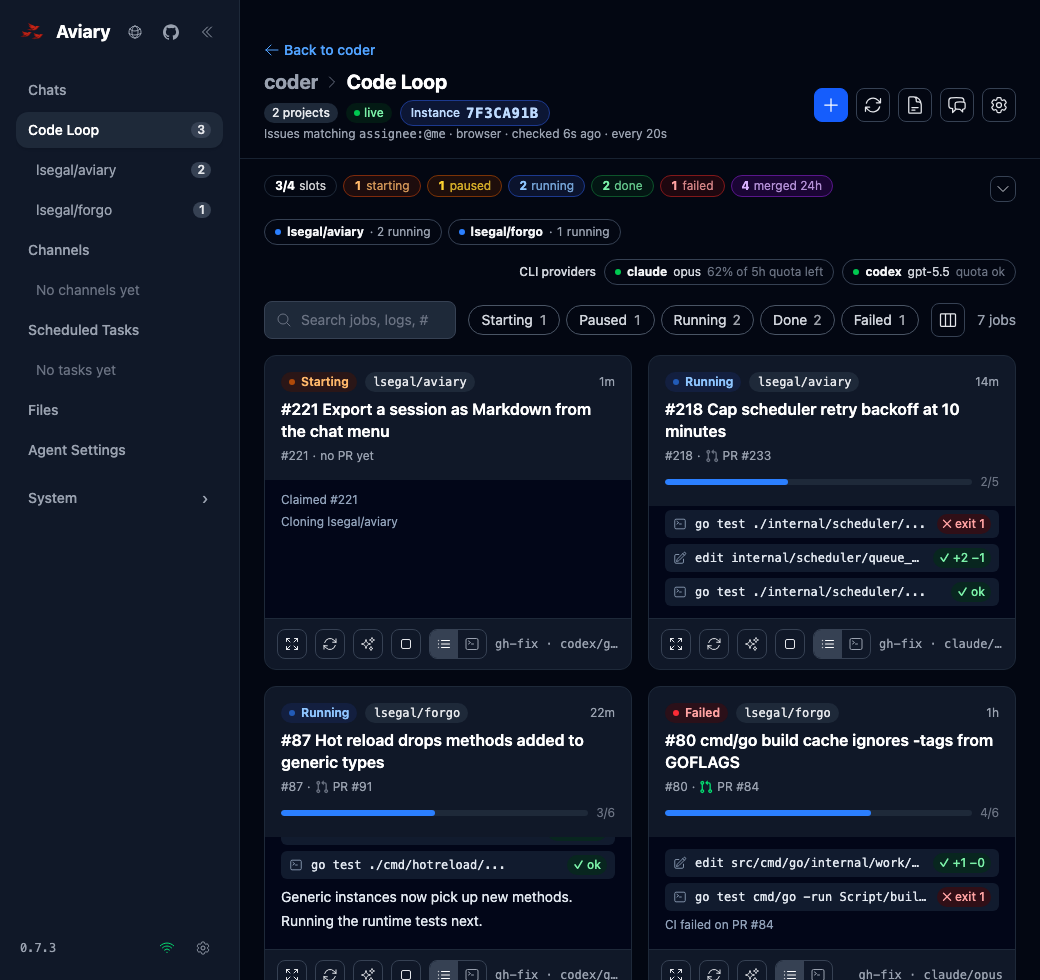 Aviary
Chats
Code Loop 3
lsegal/aviary 2
lsegal/forgo 1
Channels
No channels yet
Scheduled Tasks
No tasks yet
Files
Agent Settings
System
0.7.3
Back to coder
coder Code Loop
2 projects live Instance 7F3CA91B
Issues matching assignee:@me · browser · checked 6s ago · every 20s
3/4 slots 1 starting 1 paused 2 running 2 done 1 failed 4 merged 24h
lsegal/aviary · 2 running lsegal/forgo · 1 running
CLI providers claude opus 62% of 5h quota left codex gpt-5.5 quota ok
Search jobs, logs, # Starting 1 Paused 1 Running 2 Done 2 Failed 1 7 jobs
Starting lsegal/aviary 1m
#221 Export a session as Markdown from
the chat menu
#221 · no PR yet
Claimed #221
Cloning lsegal/aviary
gh-fix · codex/g…
Running lsegal/aviary 14m
#218 Cap scheduler retry backoff at 10
minutes
#218 · PR #233
2/5
go test ./internal/scheduler/... exit 1
edit internal/scheduler/queue_… +2 −1
go test ./internal/scheduler/... ok
gh-fix · claude/…
Running lsegal/forgo 22m
#87 Hot reload drops methods added to
generic types
#87 · PR #91
3/6
go test ./cmd/hotreload/... ok
Generic instances now pick up new methods.
Running the runtime tests next.
gh-fix · codex/g…
Failed lsegal/forgo 1h
#80 cmd/go build cache ignores -tags from
GOFLAGS
#80 · PR #84
4/6
edit src/cmd/go/internal/work/… +1 −0
go test cmd/go −run Script/buil… exit 1
CI failed on PR #84
gh-fix · claude/opus